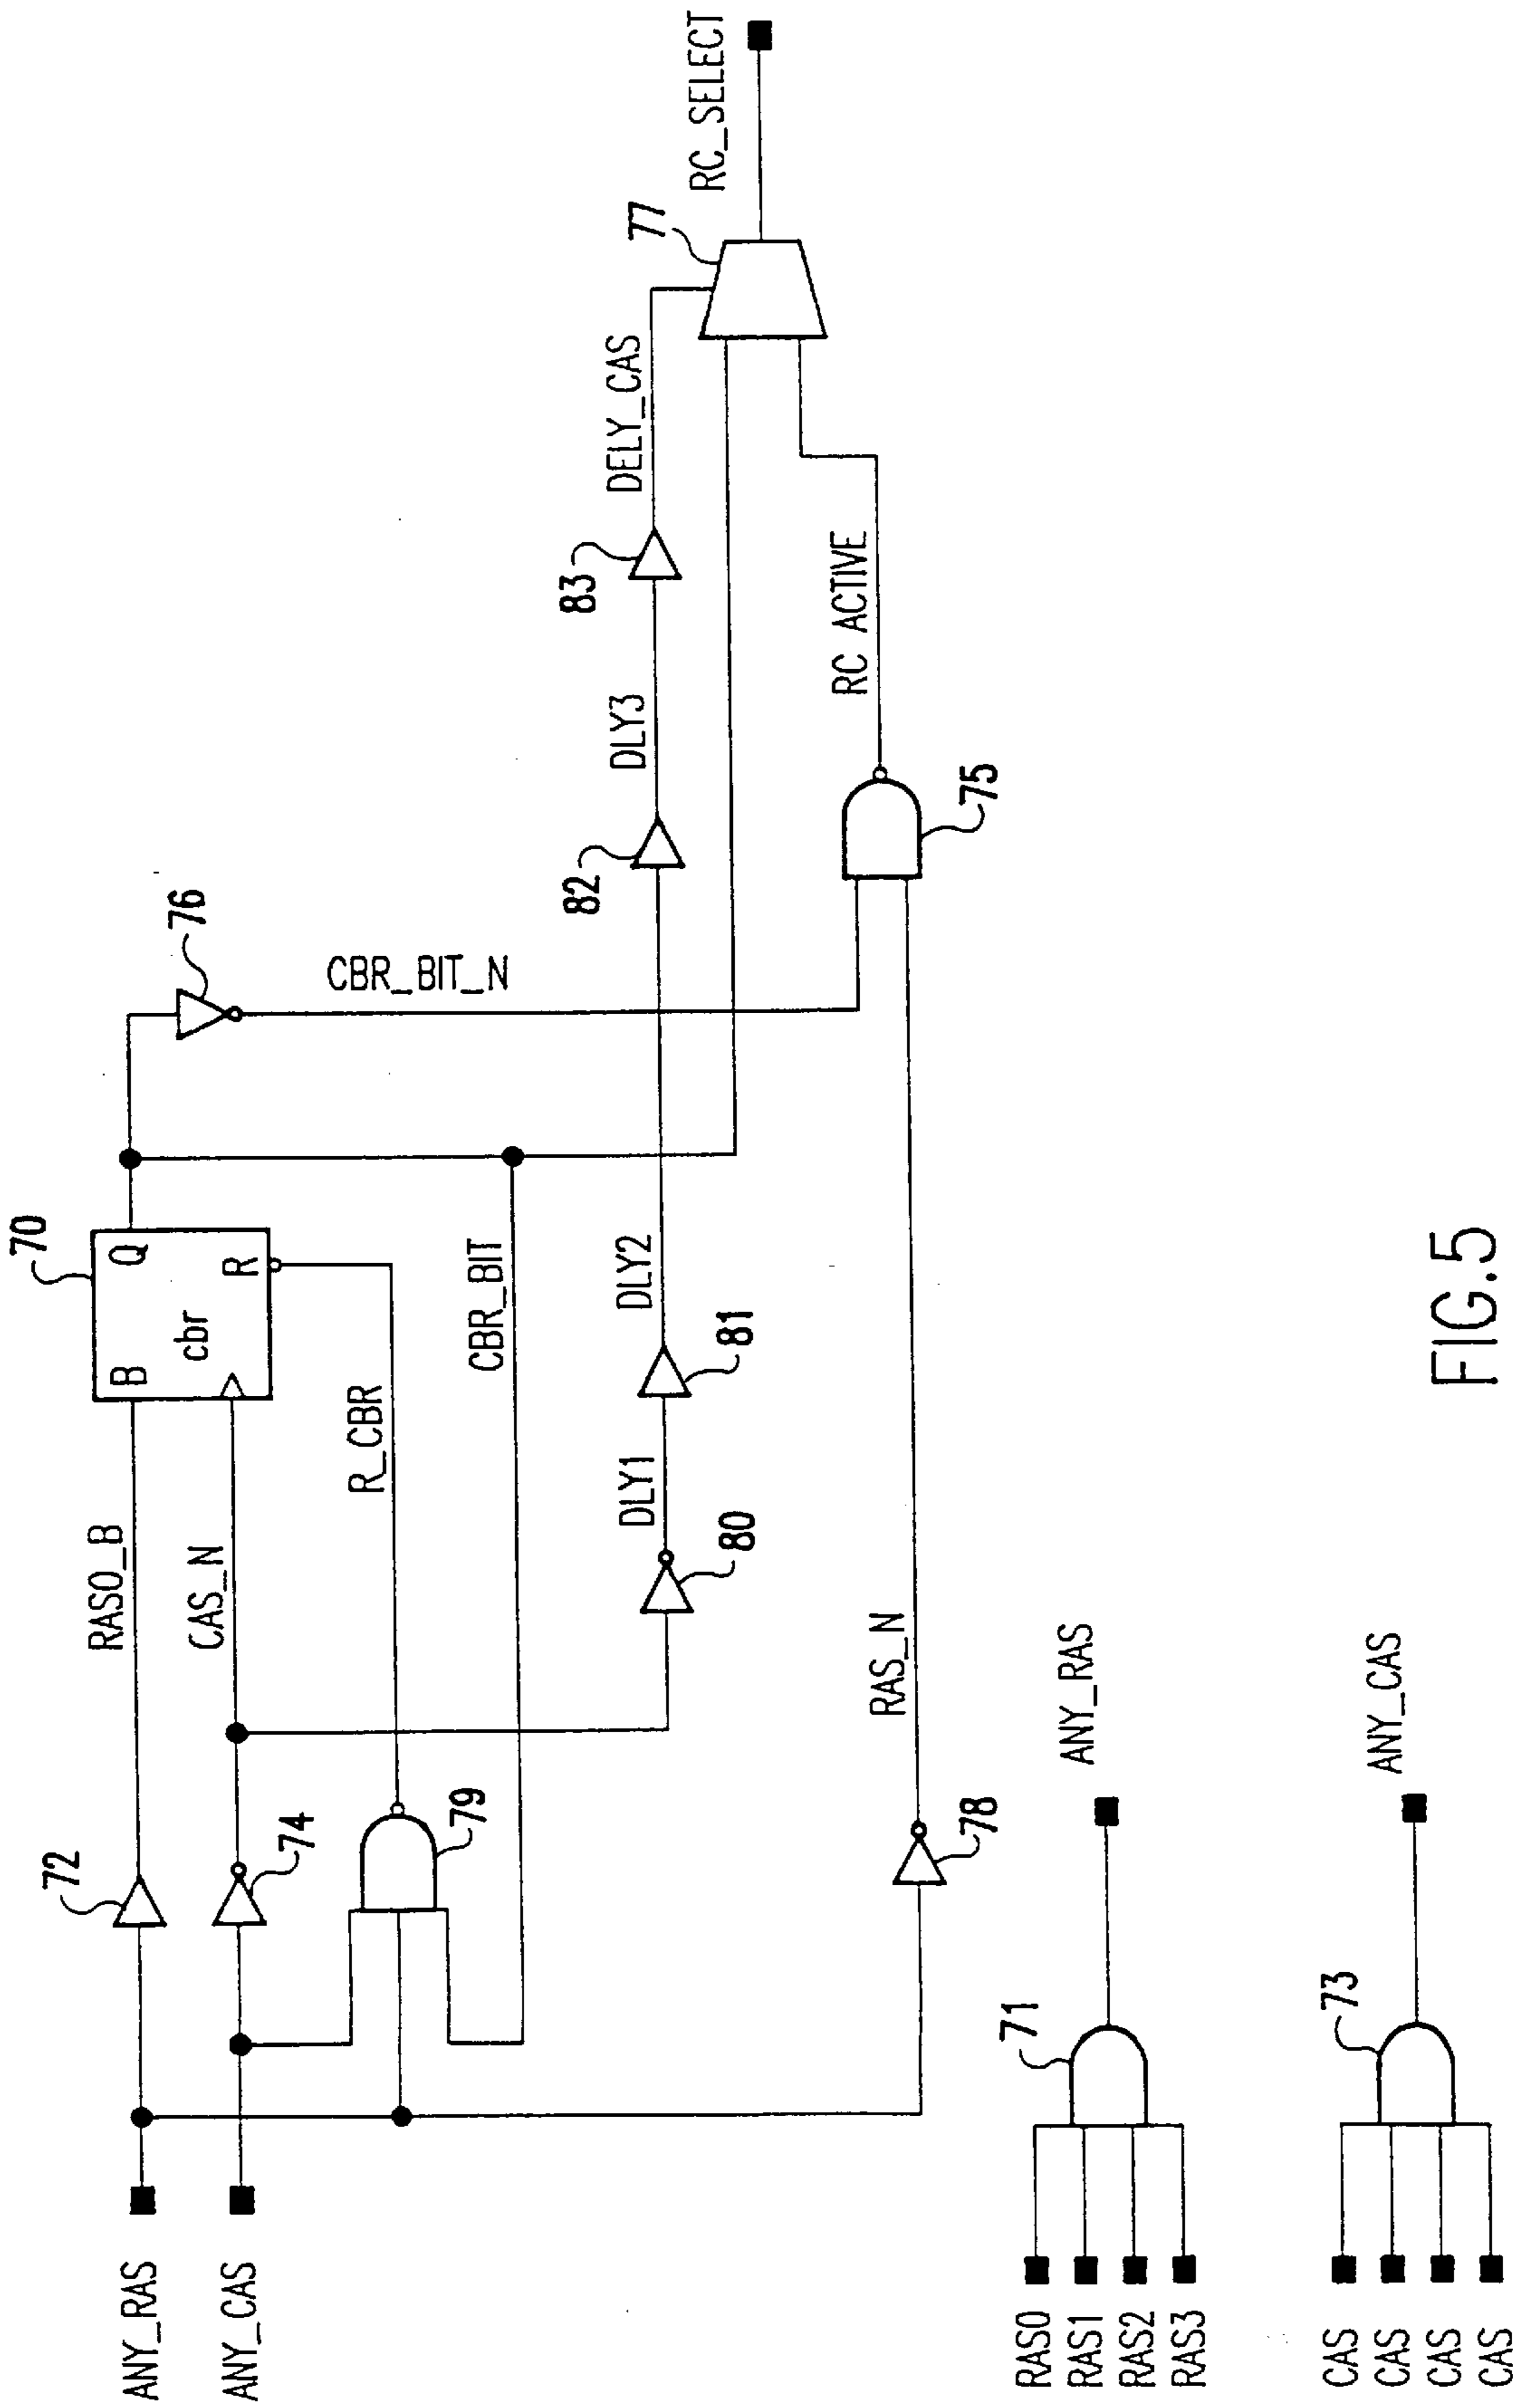 70
72
RASO_B
B
Q
cbr
R
76
CAS_N
74
R_CBR
79
CBR_BIT
CBR_BIT_N
DLY1
80
DLY2
81
82
DLY3
83
DELY_CAS
77
RC_SELECT
RAS_N
78
75
RC ACTIVE
ANY_RAS
ANY_CAS
RAS0
RAS1
RAS2
RAS3
71
ANY_RAS
CAS
CAS
CAS
CAS
73
ANY_CAS
FIG.5